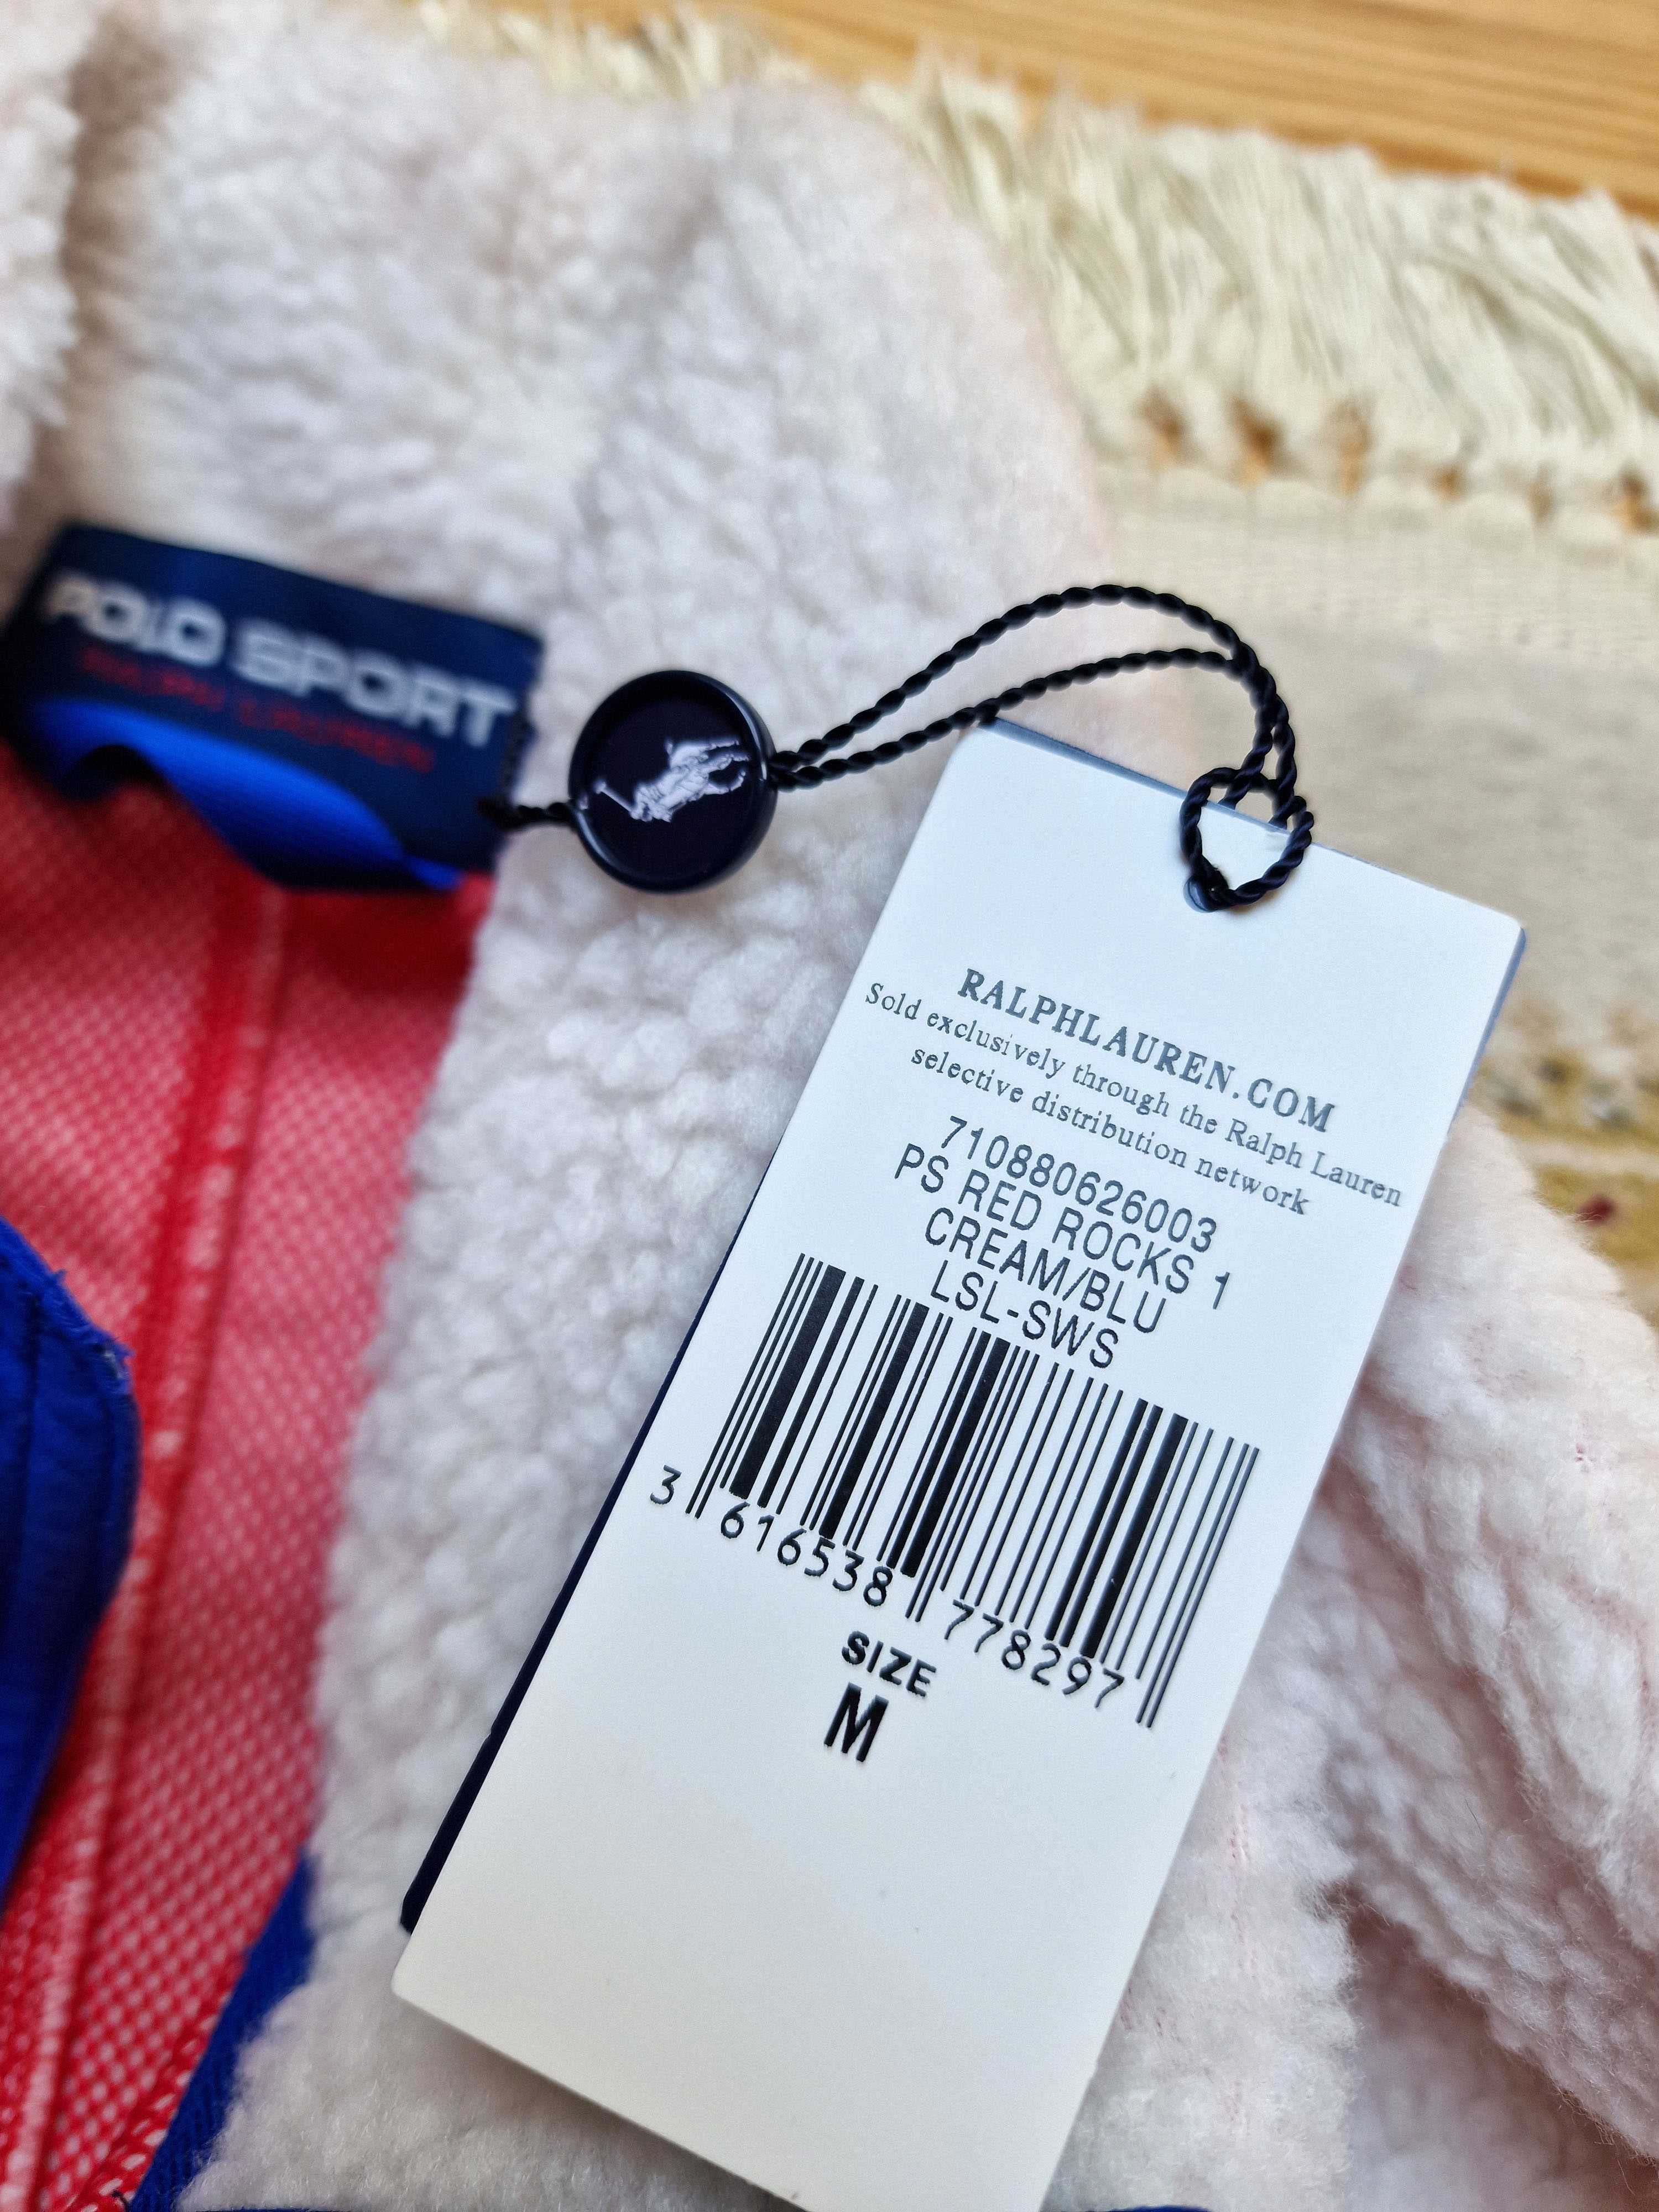 POLO SPORT
RALPH LAUREN
RALPHLAUREN.COM
Sold exclusively through the Ralph Lauren
selective distribution network
710880626003
PS RED ROCKS 1
CREAM/BLU
LSL-SWS
3 616538 778297
SIZE
M